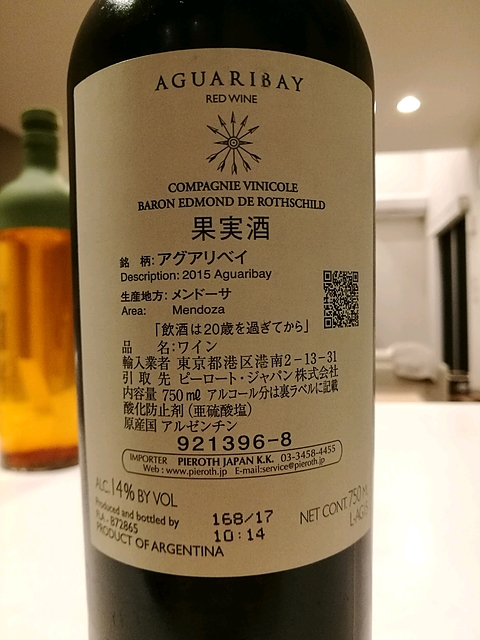 AGUARIBAY
RED WINE
COMPAGNIE VINICOLE
BARON EDMOND DE ROTHSCHILD
果実酒
銘 柄:アグアリベイ
Description: 2015 Aguaribay
生産地方: メンドーサ
Area: Mendoza
「飲酒は20歳を過ぎてから」
品 名:ワイン
輸入業者 東京都港区港南2-13-31
引取先 ピーロート・ジャパン株式会社
内容量 750㎖ アルコール分は裏ラベルに記載
酸化防止剤(亜硫酸塩)
原産国 アルゼンチン
921396-8
IMPORTER PIEROTH JAPAN K.K. 03-3458-4455
Web : www.pieroth.jp E-mail:service@pieroth.jp
ALC. 14% BY VOL
Produced and bottled by
FLA.- B72865
PRODUCT OF ARGENTINA
168/17
10:14
NET CONT. 750 M